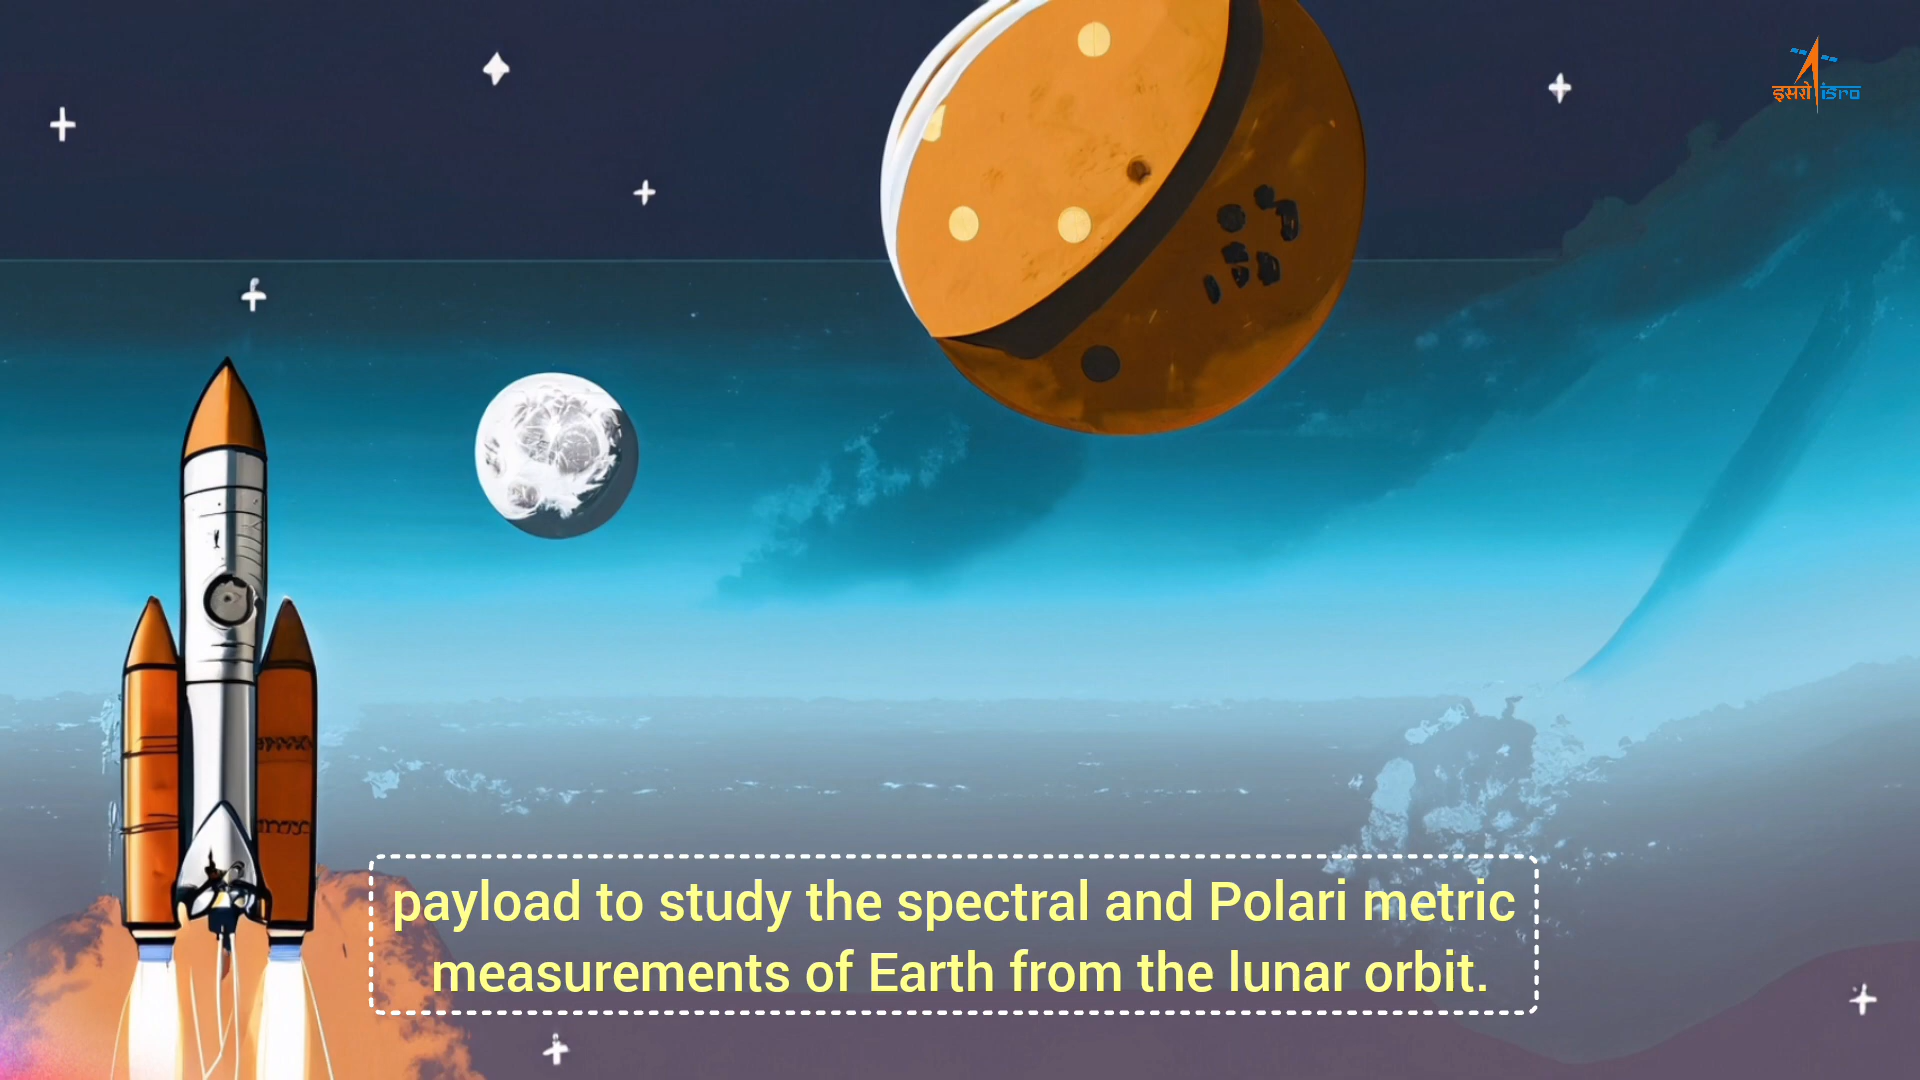 इसरो isro
payload to study the spectral and Polari metric
measurements of Earth from the lunar orbit.